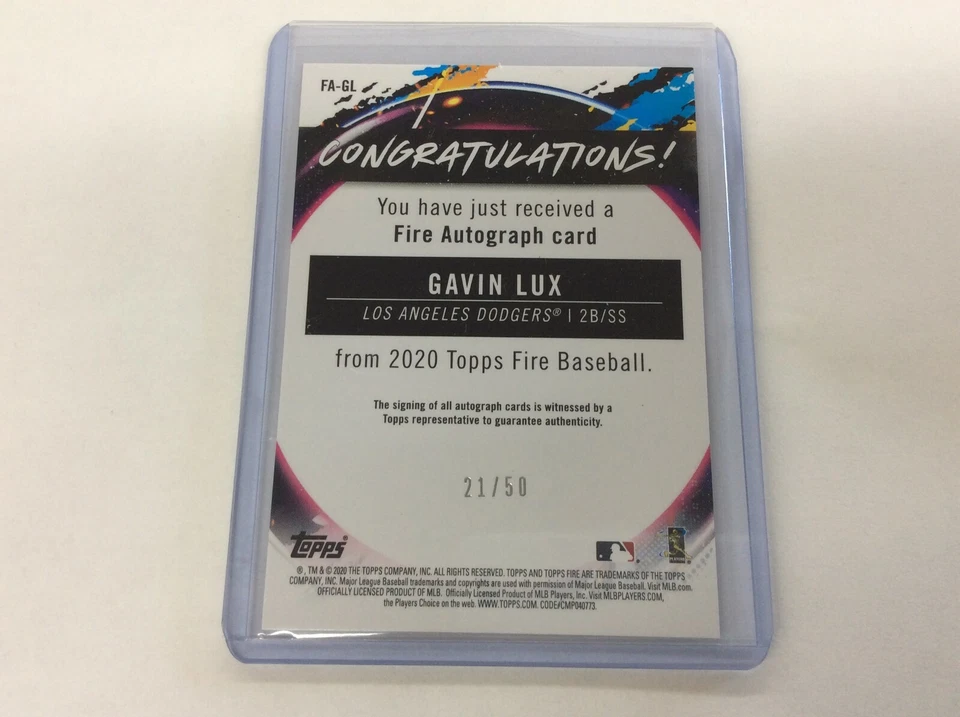 FA-GL
CONGRATULATIONS!
You have just received a
Fire Autograph card
GAVIN LUX
LOS ANGELES DODGERS® | 2B/SS
from 2020 Topps Fire Baseball.
The signing of all autograph cards is witnessed by a
Topps representative to guarantee authenticity.
21/50
topps®
®, TM & © 2020 THE TOPPS COMPANY, INC. ALL RIGHTS RESERVED. TOPPS AND TOPPS FIRE ARE TRADEMARKS OF THE TOPPS
COMPANY, INC. Major League Baseball trademarks and copyrights are used with permission of Major League Baseball. Visit MLB.com.
OFFICIALLY LICENSED PRODUCT OF MLB. Officially Licensed Product of MLB Players, Inc. Visit MLBPLAYERS.COM,
the Players Choice on the web. WWW.TOPPS.COM. CODE#CMP040773.